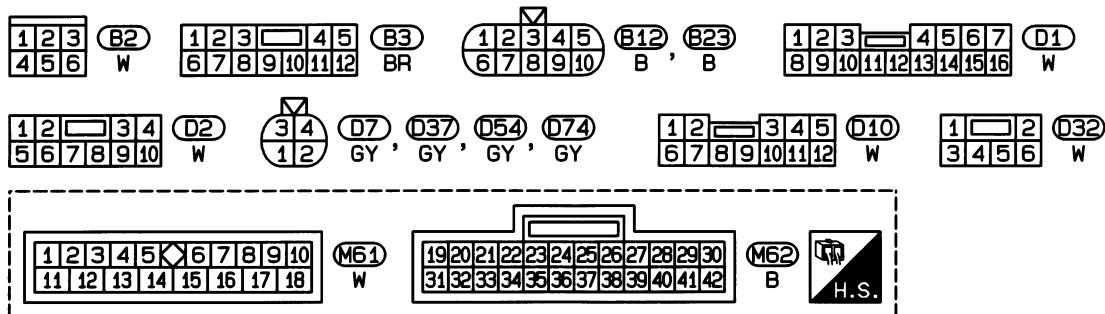 1 2 3 B2 1 2 3 4 5 B3 1 2 3 4 5 B12 , B23 1 2 3 4 5 6 7 D1
4 5 6 W 6 7 8 9 10 11 12 BR 6 7 8 9 10 B B 8 9 10 11 12 13 14 15 16 W
1 2 3 4 D2 3 4 D7 , D37 , D54 , D74 1 2 3 4 5 D10 1 2 D32
5 6 7 8 9 10 W 1 2 GY GY GY GY 6 7 8 9 10 11 12 W 3 4 5 6 W
1 2 3 4 5 6 7 8 9 10 M61 19 20 21 22 23 24 25 26 27 28 29 30 M62
11 12 13 14 15 16 17 18 W 31 32 33 34 35 36 37 38 39 40 41 42 B H.S.